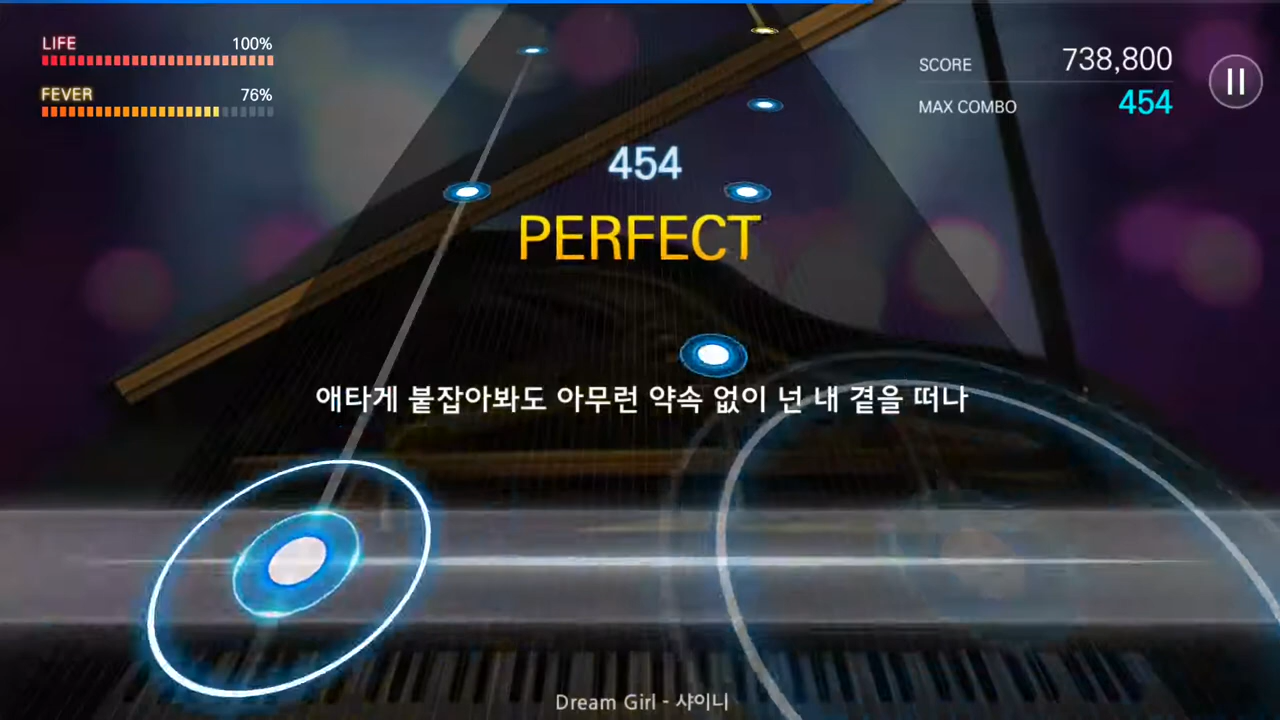 LIFE 100%
FEVER 76%
SCORE 738,800
MAX COMBO 454
454
PERFECT
애타게 붙잡아봐도 아무런 약속 없이 넌 내 곁을 떠나
Dream Girl - 샤이니